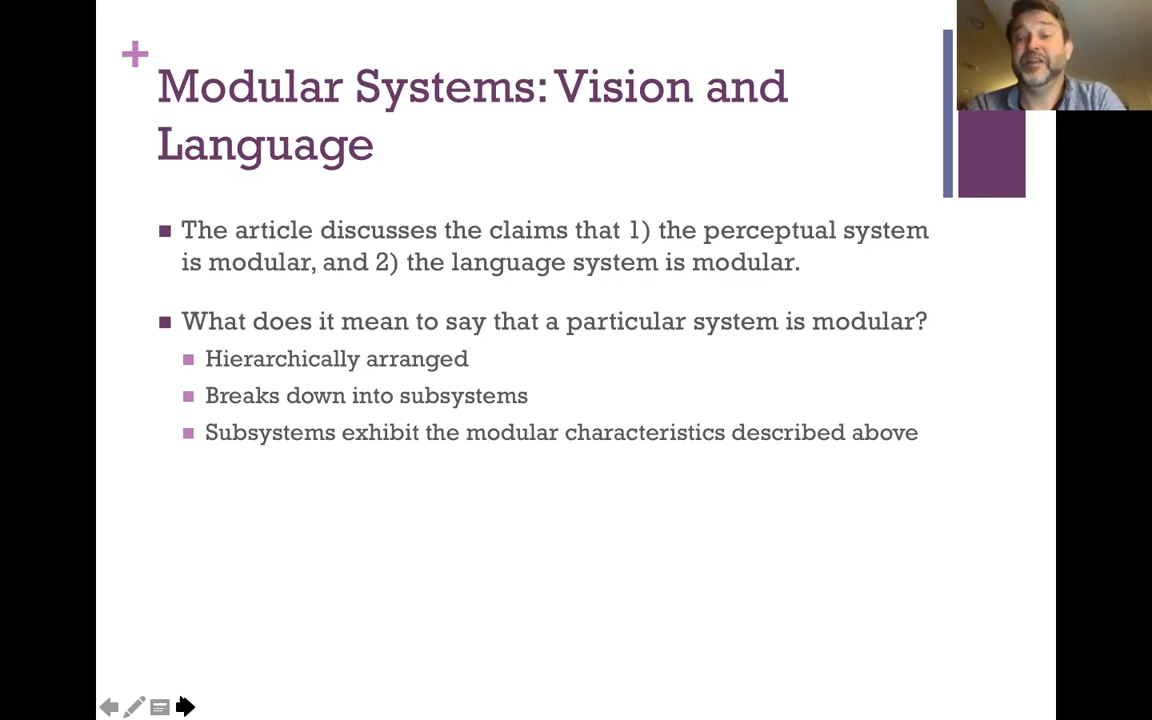 Modular Systems: Vision and
Language
The article discusses the claims that 1) the perceptual system
is modular, and 2) the language system is modular.
What does it mean to say that a particular system is modular?
Hierarchically arranged
Breaks down into subsystems
Subsystems exhibit the modular characteristics described above